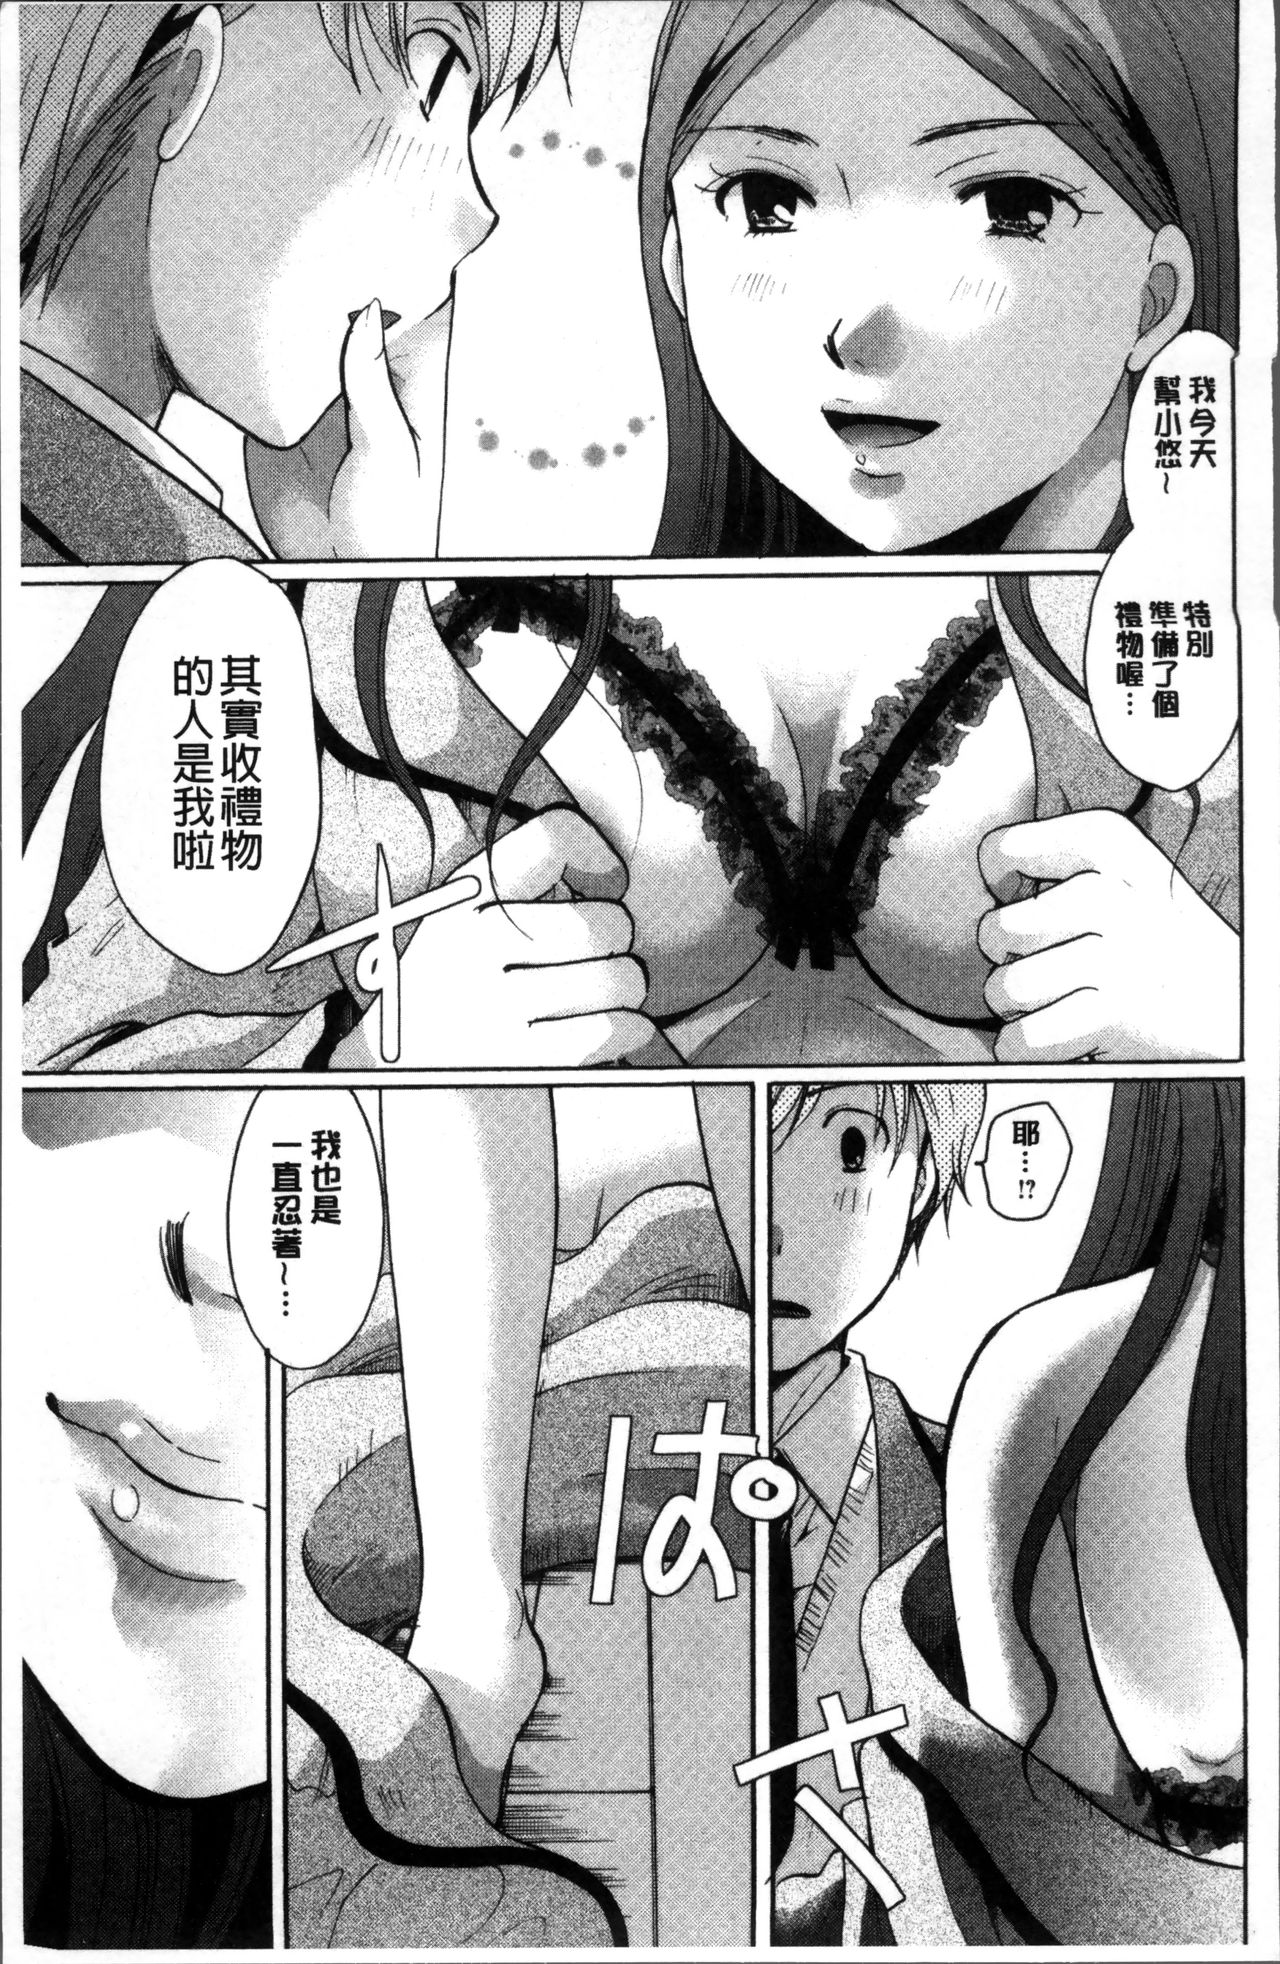 我今天
幫小悠~
特別
準備了個
禮物喔…
其實收禮物
的人是我啦
す
耶…!?
ぱ
サ
我也是
一直忍著
~…